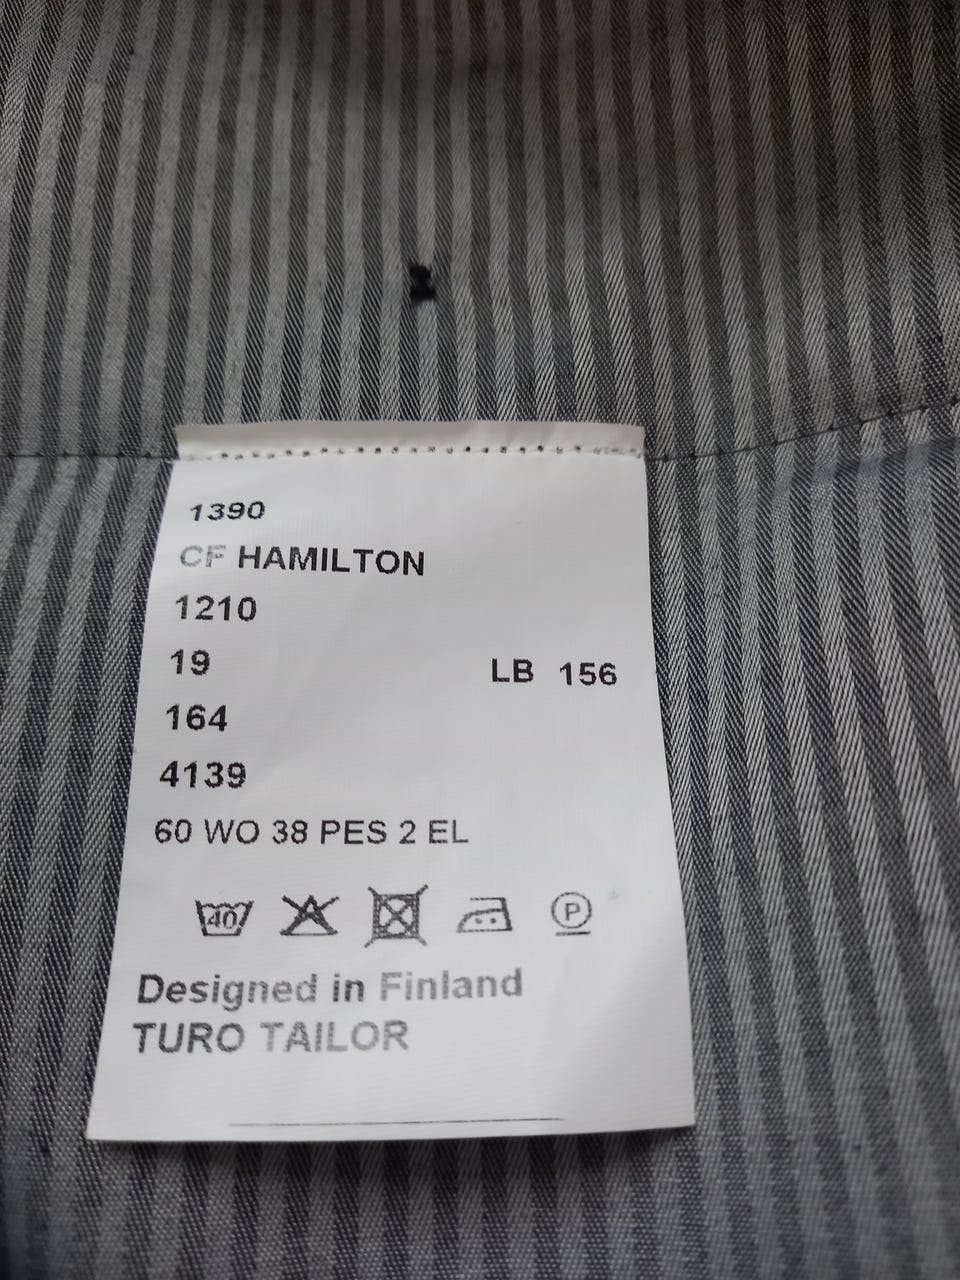 1390
CF HAMILTON
1210
19 LB 156
164
4139
60 WO 38 PES 2 EL
40 P
Designed in Finland
TURO TAILOR